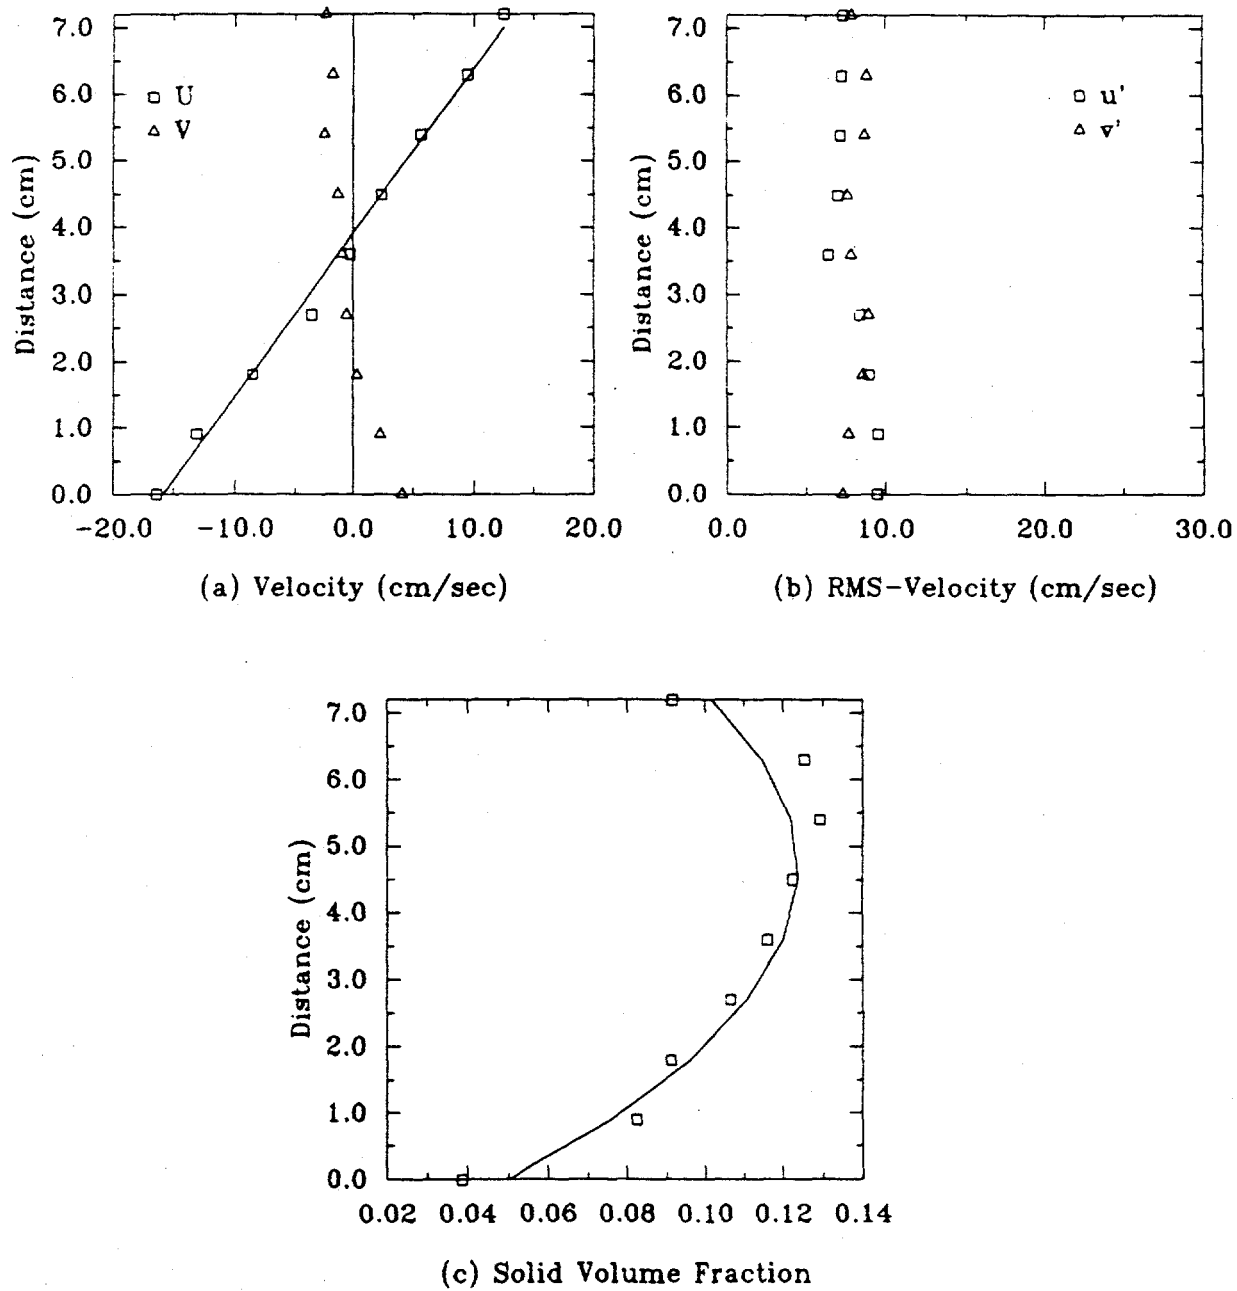 7.0
6.0
5.0
4.0
3.0
2.0
1.0
0.0
Distance (cm)
U
V
-20.0 -10.0 0.0 10.0 20.0
(a) Velocity (cm/sec)
7.0
6.0
5.0
4.0
3.0
2.0
1.0
0.0
Distance (cm)
u'
v'
0.0 10.0 20.0 30.0
(b) RMS-Velocity (cm/sec)
7.0
6.0
5.0
4.0
3.0
2.0
1.0
0.0
Distance (cm)
0.02 0.04 0.06 0.08 0.10 0.12 0.14
(c) Solid Volume Fraction